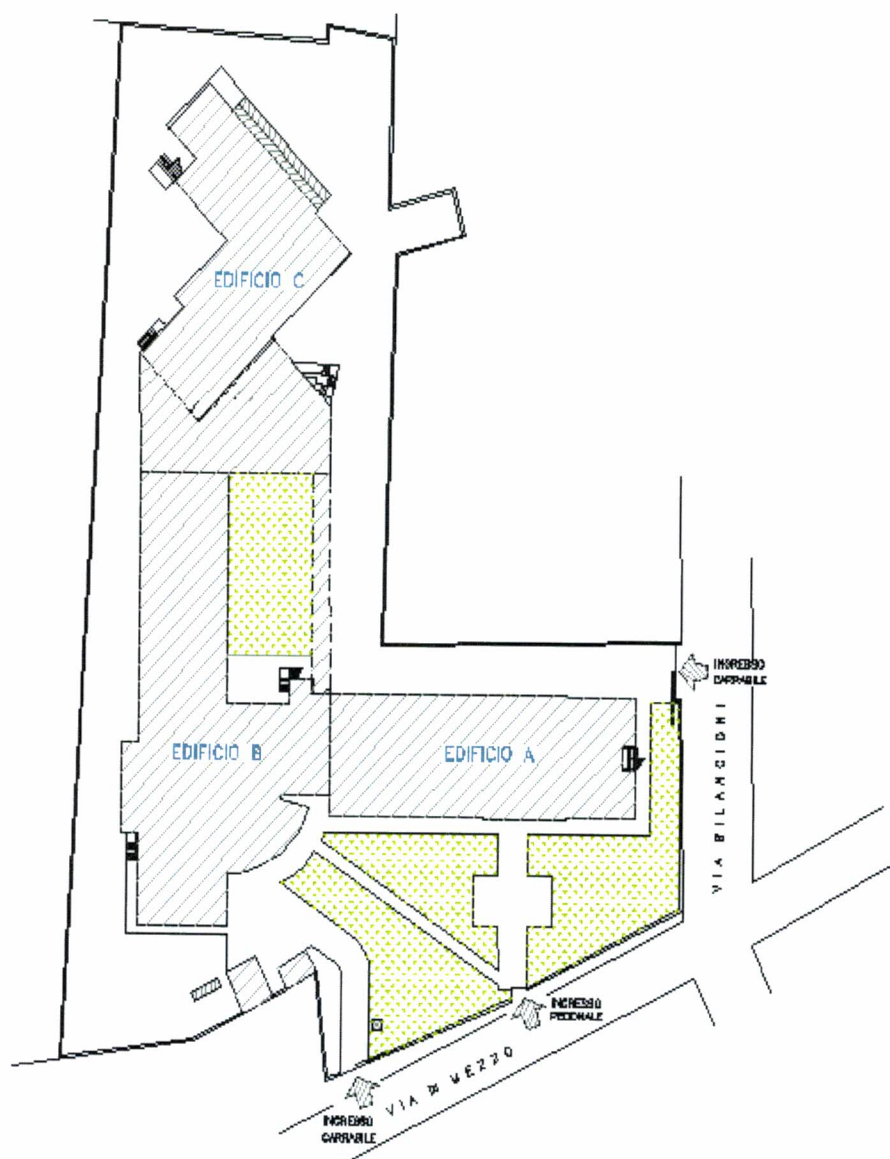 EDIFICIO C
INGRESSO
CARRABILE
EDIFICIO B
EDIFICIO A
VIA BILANCIONI
INGRESSO
PEDONALE
VIA DI MEZZO
INGRESSO
CARRABILE